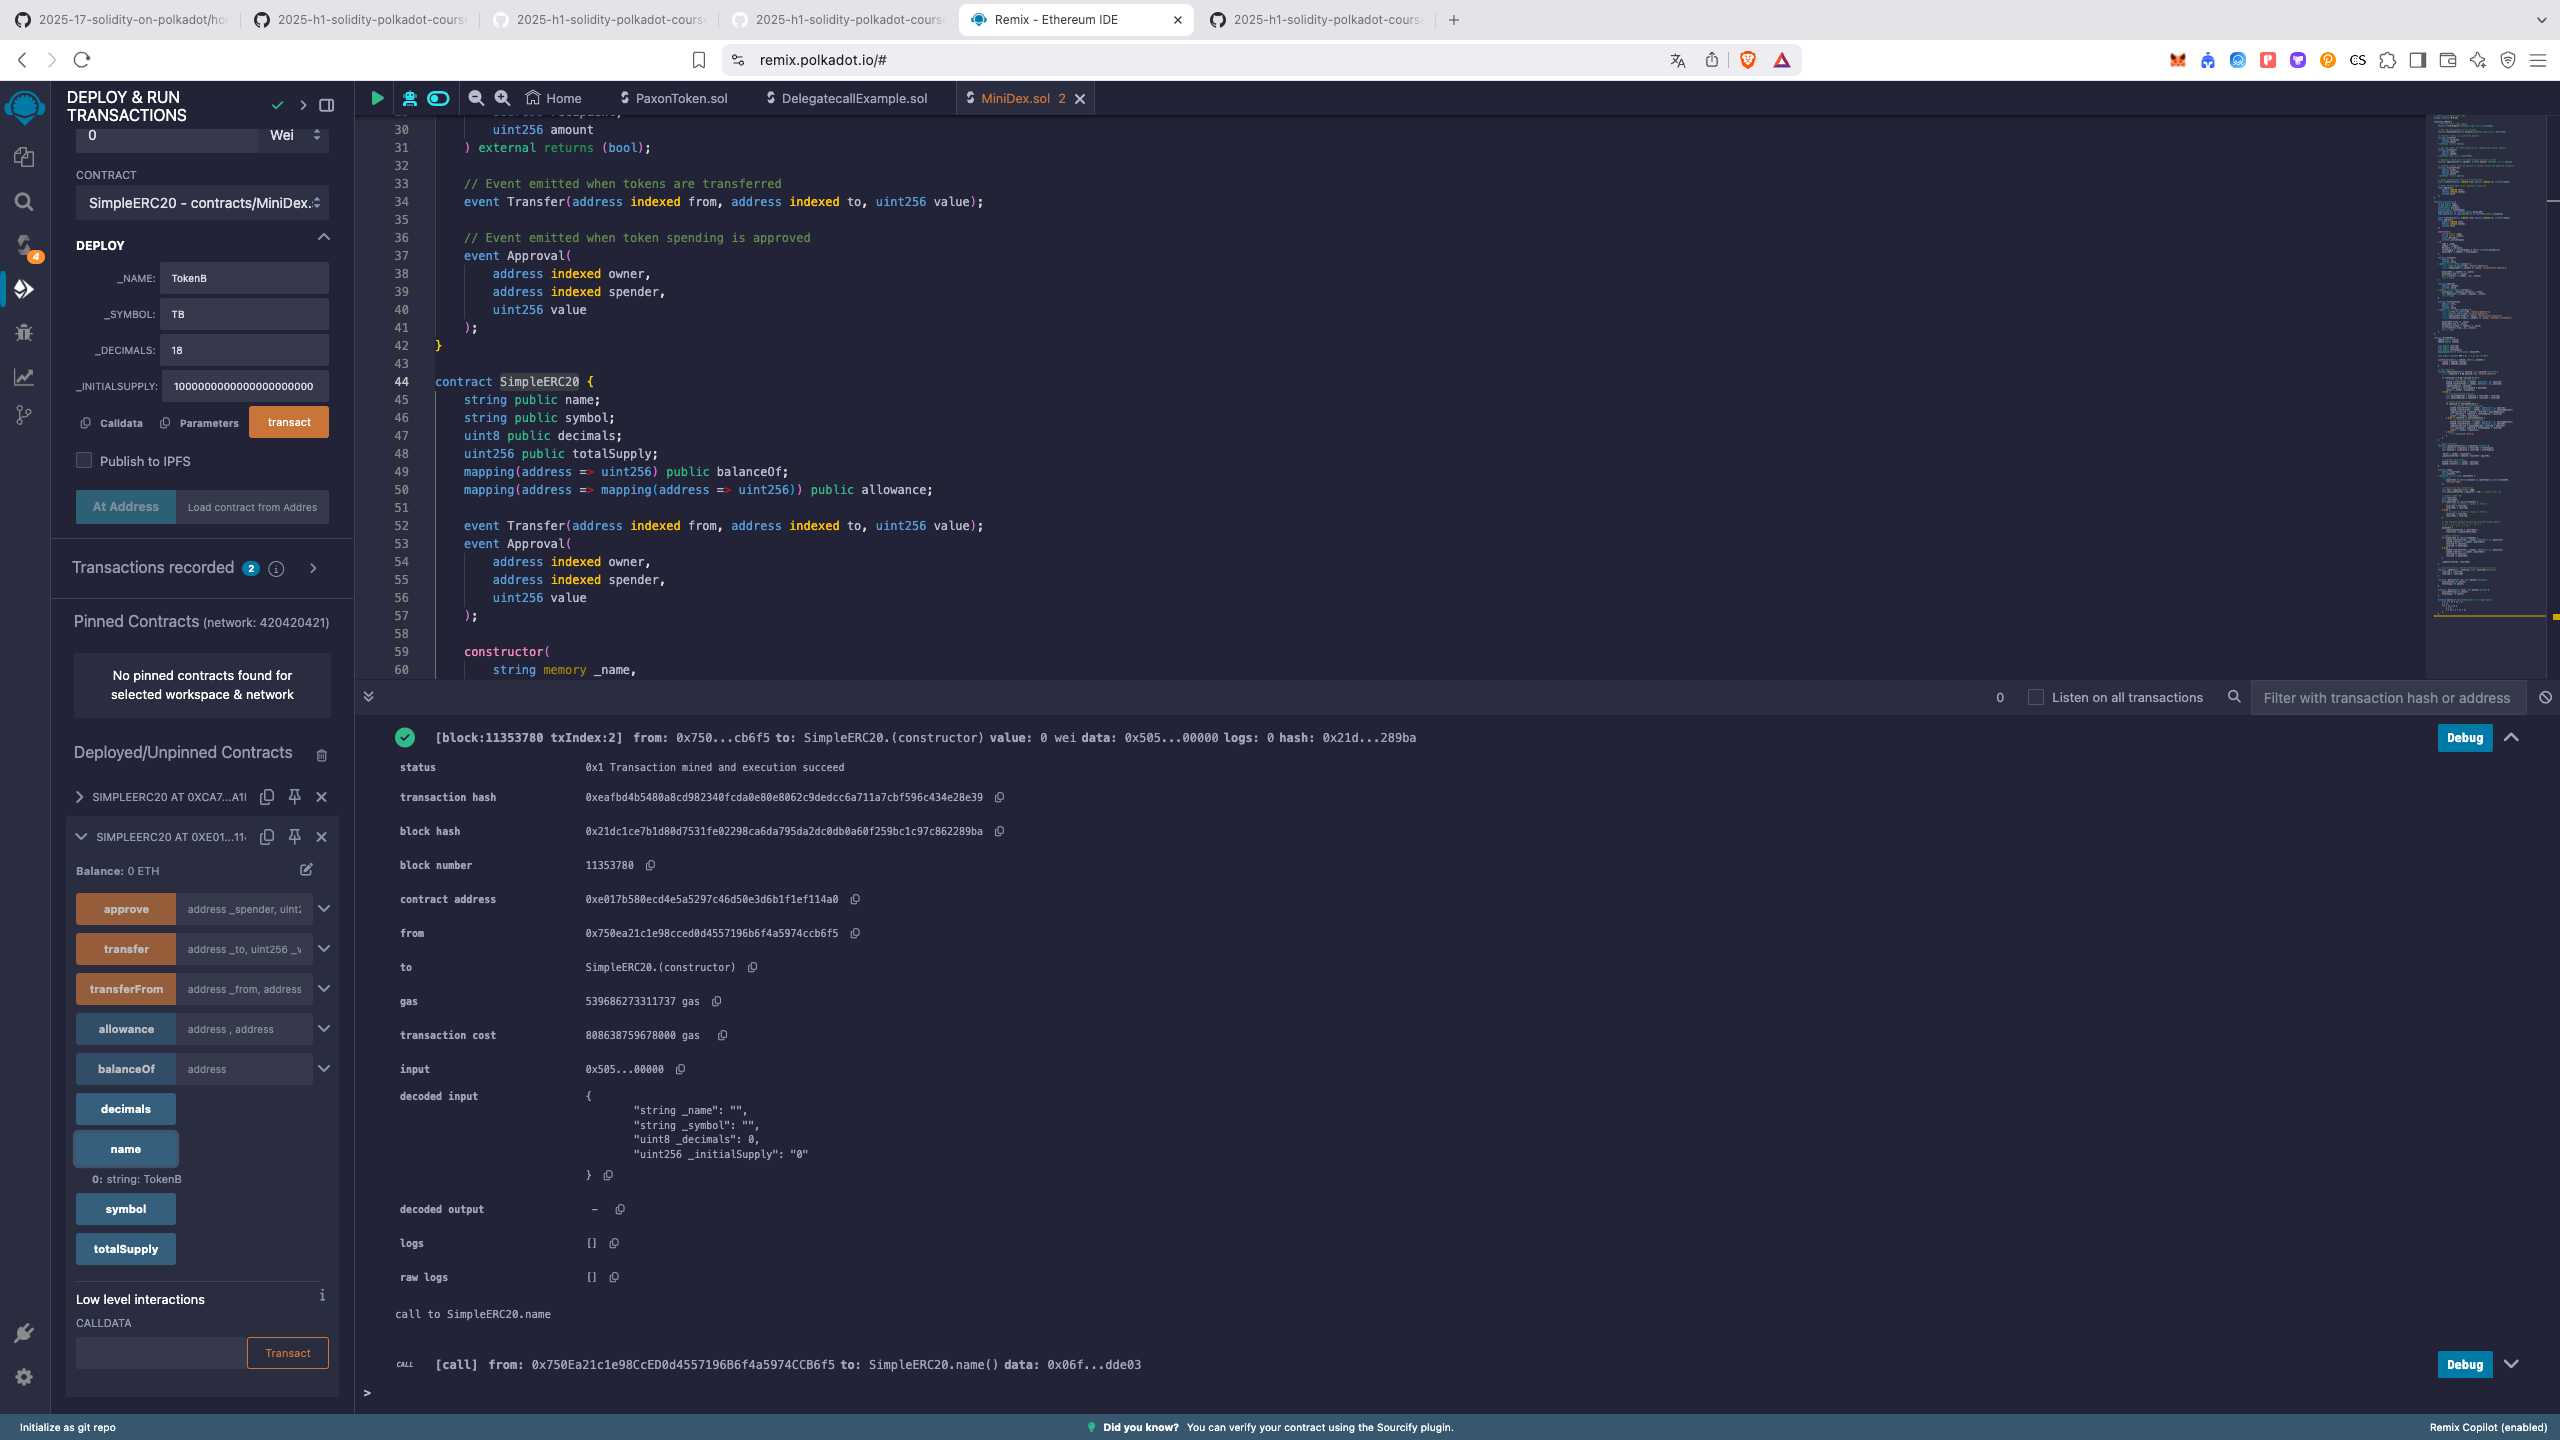 2025-17-solidity-on-polkadot/ho
2025-h1-solidity-polkadot-course
2025-h1-solidity-polkadot-course
2025-h1-solidity-polkadot-course
Remix - Ethereum IDE
2025-h1-solidity-polkadot-course
remix.polkadot.io/#
DEPLOY & RUN
TRANSACTIONS
0 Wei
CONTRACT
SimpleERC20 - contracts/MiniDex.
DEPLOY
_NAME: TokenB
_SYMBOL: TB
_DECIMALS: 18
_INITIALSUPPLY:
Calldata Parameters transact
Publish to IPFS
At Address Load contract from Addres
Transactions recorded 2
Pinned Contracts (network: 420420421)
No pinned contracts found for
selected workspace & network
Deployed/Unpinned Contracts
SIMPLEERC20 AT 0XCA7...A1
SIMPLEERC20 AT 0XE01...11
Balance: 0 ETH
approve address _spender, uint2
transfer address _to, uint256 _v
transferFrom address _from, address
allowance address , address
balanceOf address
decimals
name
0: string: TokenB
symbol
totalSupply
Low level interactions i
CALLDATA
Transact
4
Home PaxonToken.sol DelegatecallExample.sol MiniDex.sol 2
30 uint256 amount
31 ) external returns (bool);
32
33 // Event emitted when tokens are transferred
34 event Transfer(address indexed from, address indexed to, uint256 value);
35
36 // Event emitted when token spending is approved
37 event Approval(
38 address indexed owner,
39 address indexed spender,
40 uint256 value
41 );
42 }
43
44 contract SimpleERC20 {
45 string public name;
46 string public symbol;
47 uint8 public decimals;
48 uint256 public totalSupply;
49 mapping(address => uint256) public balanceOf;
50 mapping(address => mapping(address => uint256)) public allowance;
51
52 event Transfer(address indexed from, address indexed to, uint256 value);
53 event Approval(
54 address indexed owner,
55 address indexed spender,
56 uint256 value
57 );
58
59 constructor(
60 string memory _name,
0 Listen on all transactions Filter with transaction hash or address
[block:11353780 txIndex:2] from: 0x750...cb6f5 to: SimpleERC20.(constructor) value: 0 wei data: 0x505...00000 logs: 0 hash: 0x21d...289ba Debug
status 0x1 Transaction mined and execution succeed
transaction hash 0xeafbd4b5480a8cd982340fcda0e80e8062c9dedcc6a711a7cbf596c434e28e39
block hash 0x21dc1ce7b1d80d7531fe02298ca6da795da2dc0db0a60f259bc1c97c862289ba
block number 11353780
contract address 0xe017b580ecd4e5a5297c46d50e3d6b1f1ef114a0
from 0x750ea21c1e98cced0d4557196b6f4a5974ccb6f5
to SimpleERC20.(constructor)
gas 539686273311737 gas
transaction cost 808638759678000 gas
input 0x505...00000
decoded input {
"string _name": "",
"string _symbol": "",
"uint8 _decimals": 0,
"uint256 _initialSupply": "0"
}
decoded output -
logs []
raw logs []
call to SimpleERC20.name
CALL [call] from: 0x750Ea21c1e98CcED0d4557196B6f4a5974CCB6f5 to: SimpleERC20.name() data: 0x06f...dde03 Debug
>
Initialize as git repo
Did you know? You can verify your contract using the Sourcify plugin.
Remix Copilot (enabled)